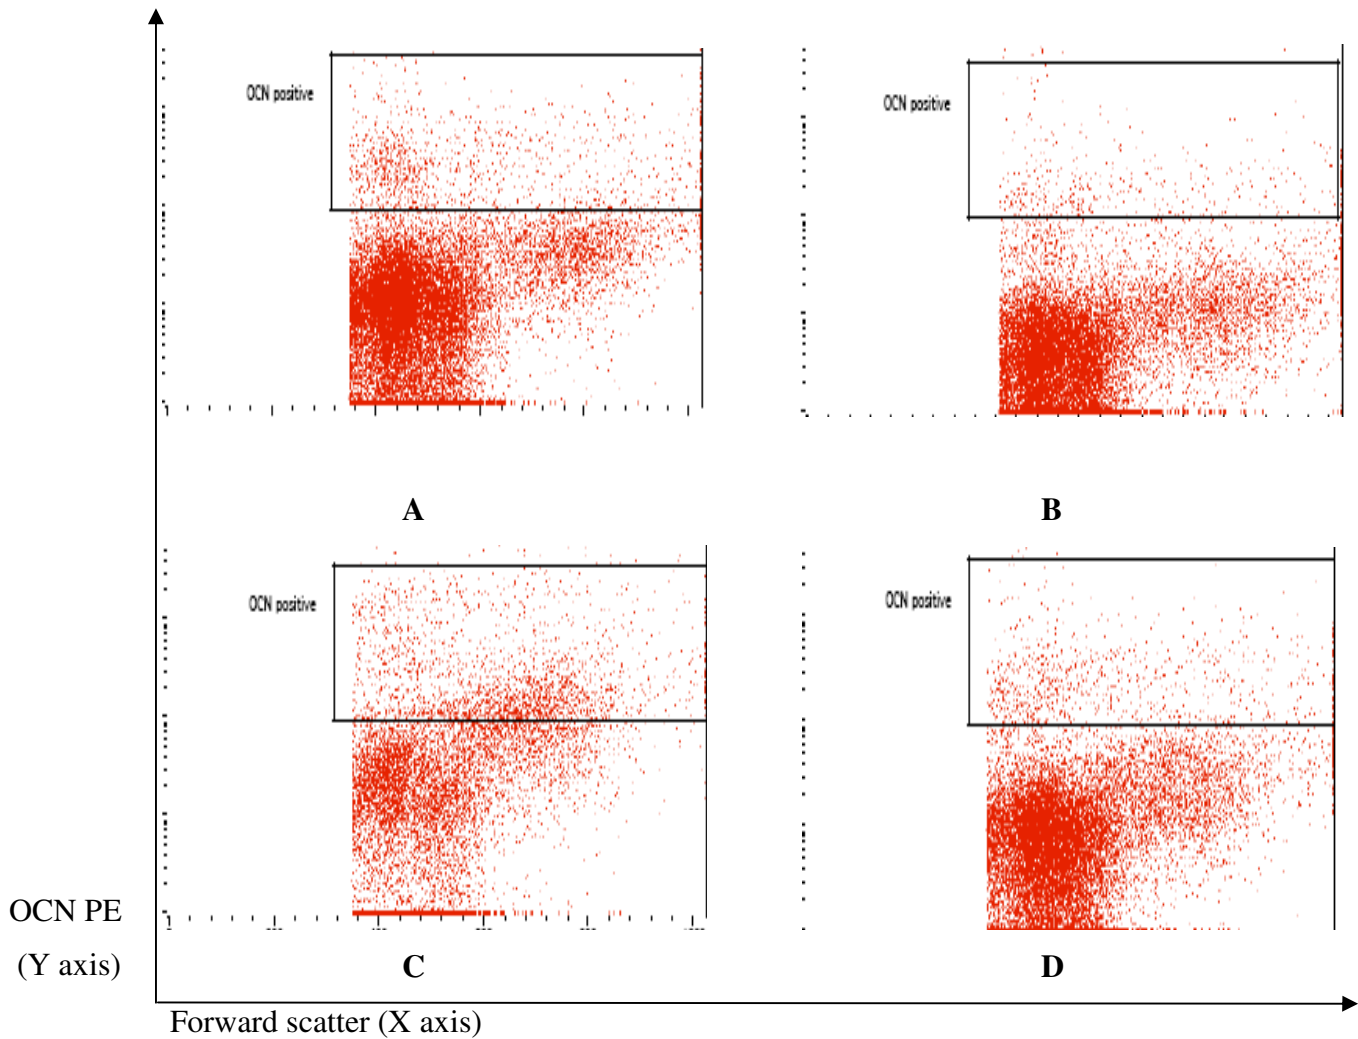 OCN positive
OCN positive
A
B
OCN positive
OCN positive
OCN PE
(Y axis)
C
D
Forward scatter (X axis)